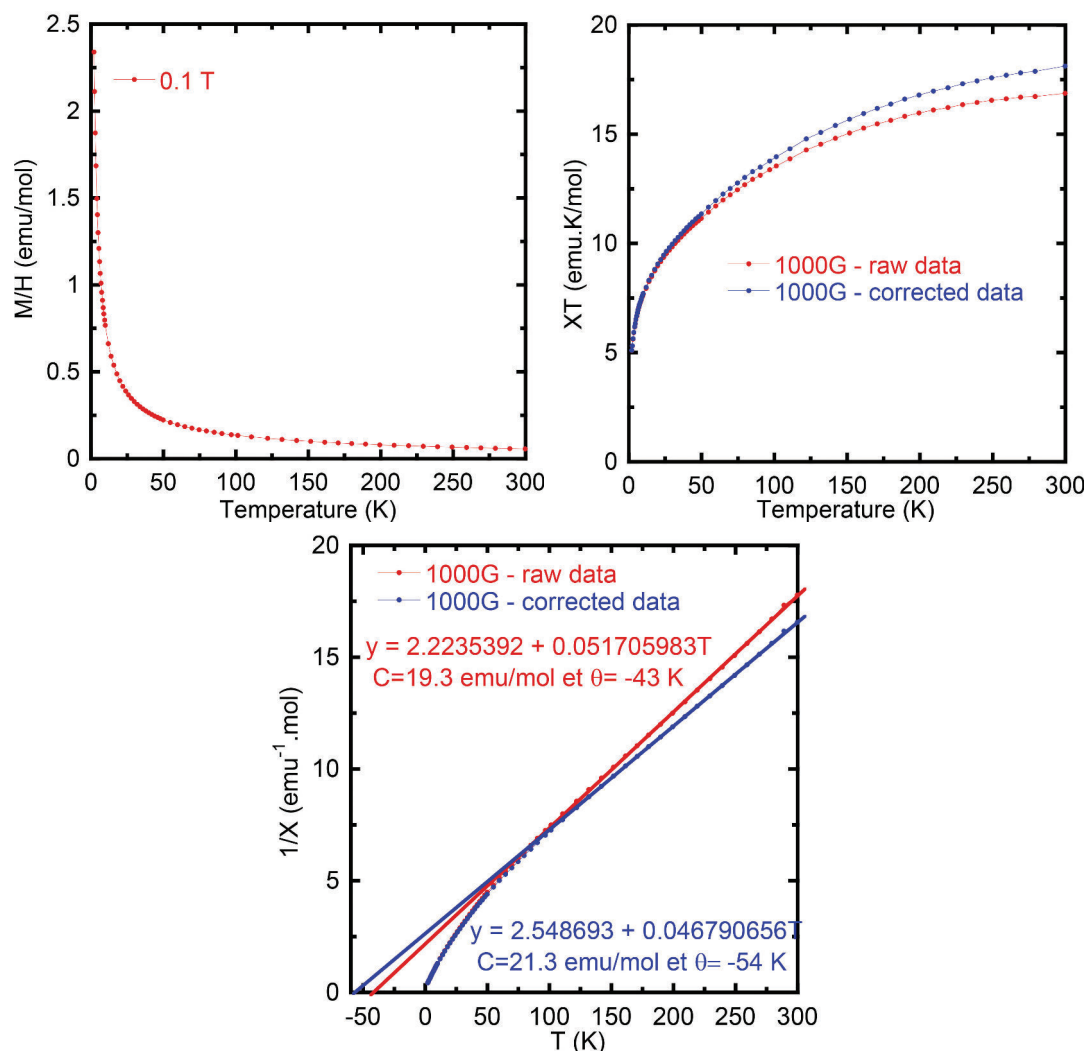 2.5
2
1.5
1
0.5
0
0 50 100 150 200 250 300
M/H (emu/mol)
Temperature (K)
0.1 T
20
15
10
5
0
0 50 100 150 200 250 300
XT (emu.K/mol)
Temperature (K)
1000G - raw data
1000G - corrected data
20
15
10
5
0
-50 0 50 100 150 200 250 300
1/X (emu⁻¹.mol)
T (K)
1000G - raw data
1000G - corrected data
y = 2.2235392 + 0.051705983T
C=19.3 emu/mol et θ= -43 K
y = 2.548693 + 0.046790656T
C=21.3 emu/mol et θ= -54 K